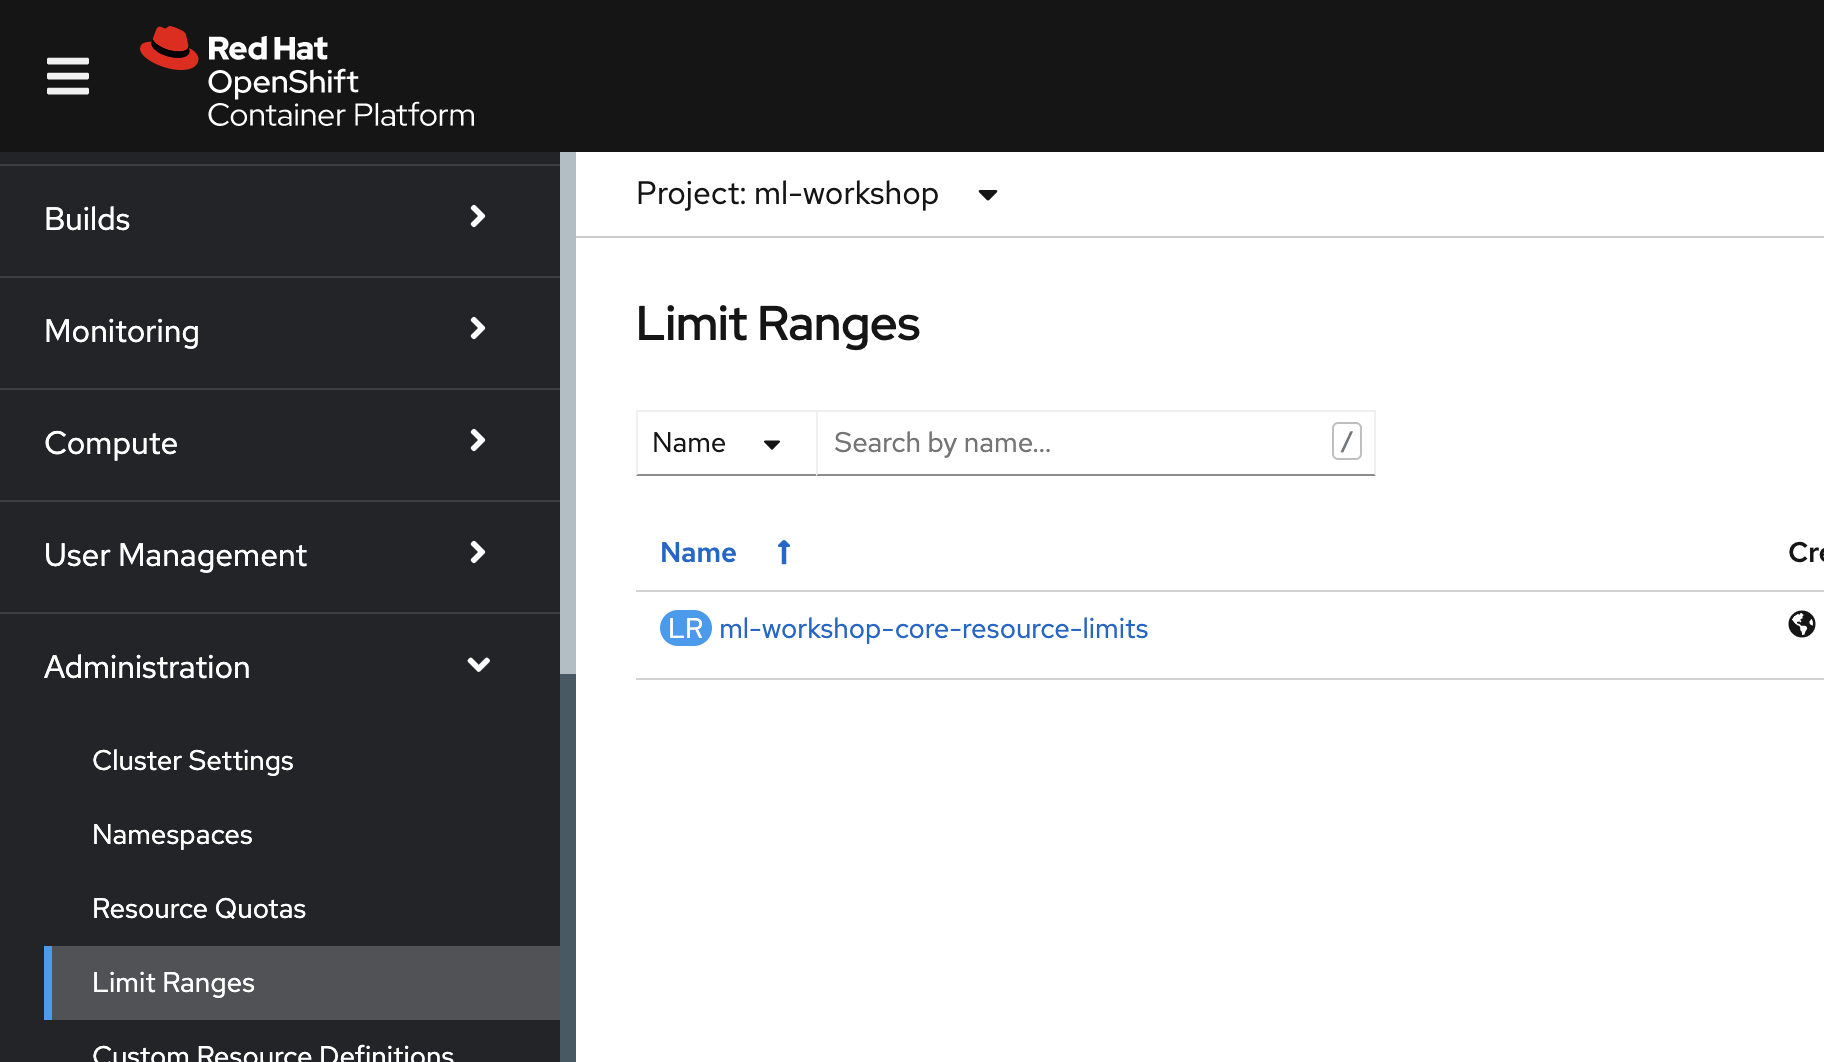 Red Hat
OpenShift
Container Platform
Builds
Monitoring
Compute
User Management
Administration
Cluster Settings
Namespaces
Resource Quotas
Limit Ranges
Custom Resource Definitions
Project: ml-workshop
Limit Ranges
Name
Search by name...
/
Name
Cre
LR ml-workshop-core-resource-limits